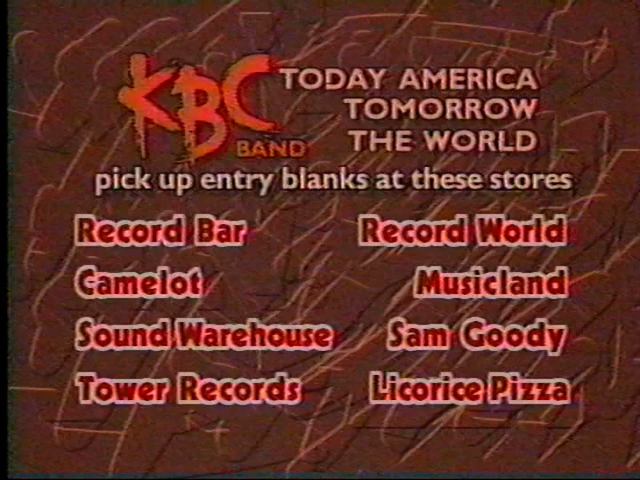 KBC BAND
TODAY AMERICA
TOMORROW
THE WORLD
pick up entry blanks at these stores
Record Bar
Record World
Camelot
Musicland
Sound Warehouse
Sam Goody
Tower Records
Licorice Pizza